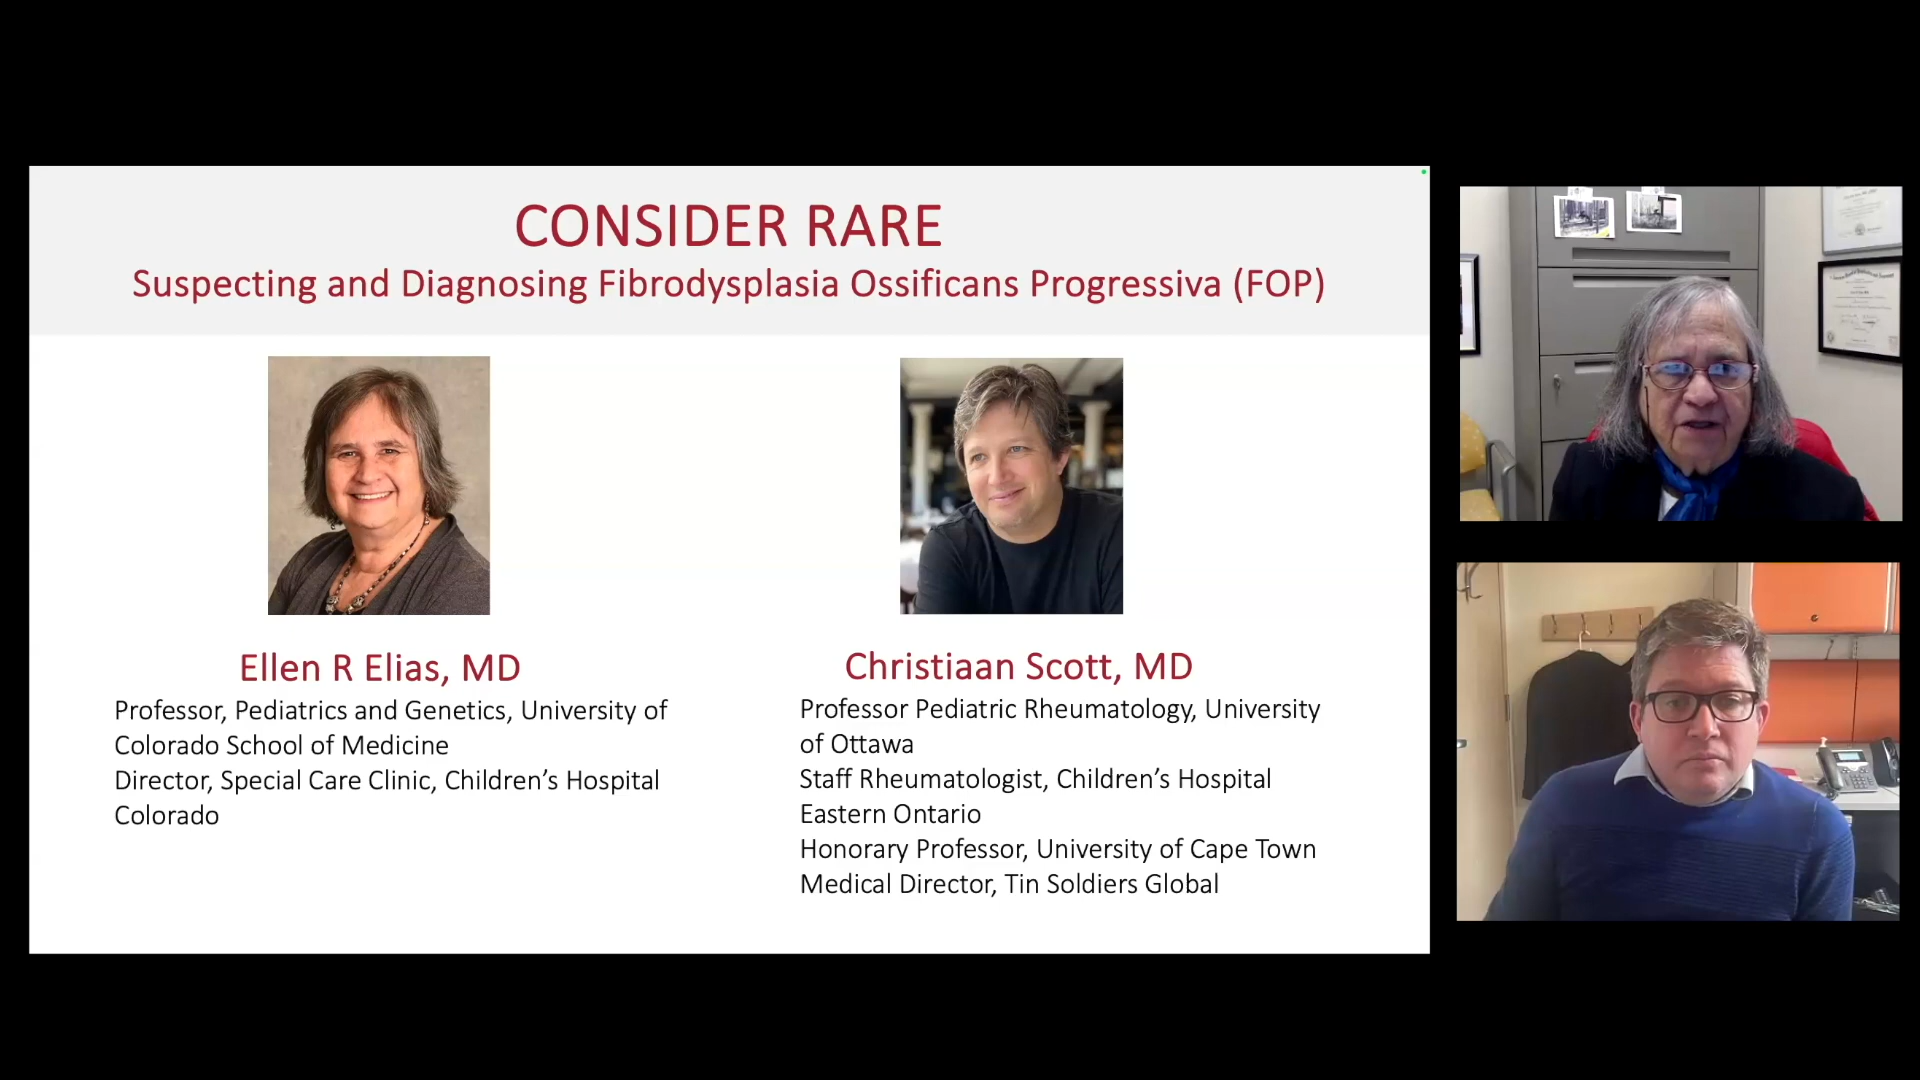 CONSIDER RARE
Suspecting and Diagnosing Fibrodysplasia Ossificans Progressiva (FOP)
Ellen R Elias, MD
Professor, Pediatrics and Genetics, University of
Colorado School of Medicine
Director, Special Care Clinic, Children’s Hospital
Colorado
Christiaan Scott, MD
Professor Pediatric Rheumatology, University
of Ottawa
Staff Rheumatologist, Children’s Hospital
Eastern Ontario
Honorary Professor, University of Cape Town
Medical Director, Tin Soldiers Global